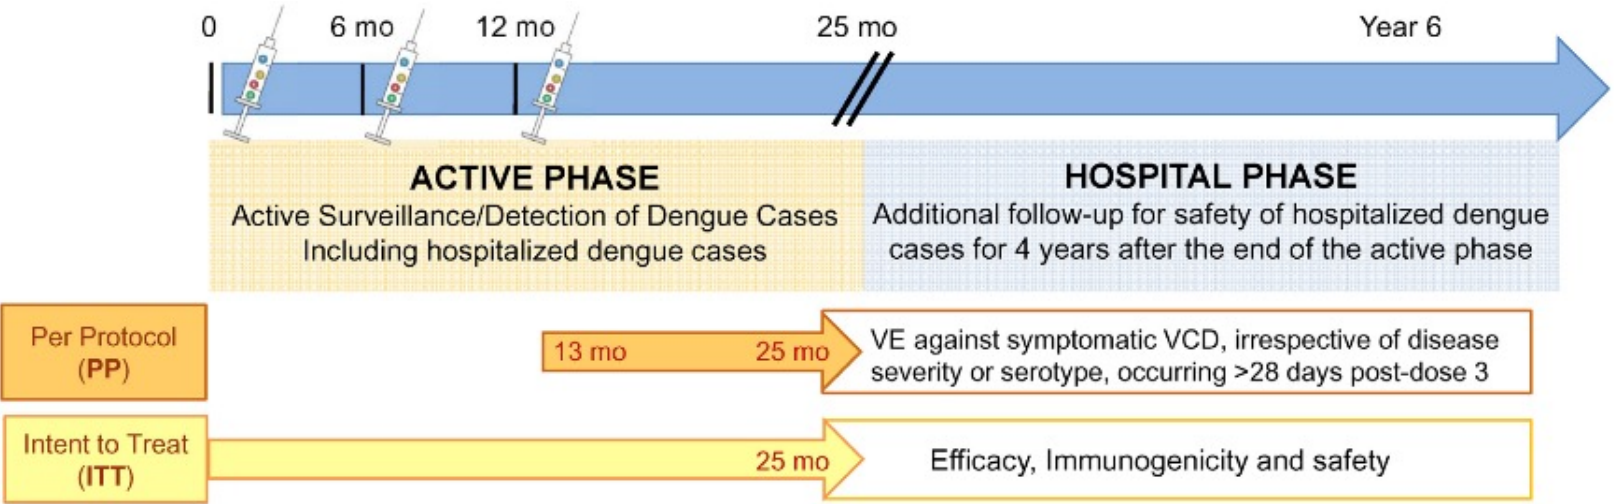 0 6 mo 12 mo 25 mo Year 6
ACTIVE PHASE
Active Surveillance/Detection of Dengue Cases
Including hospitalized dengue cases
HOSPITAL PHASE
Additional follow-up for safety of hospitalized dengue
cases for 4 years after the end of the active phase
Per Protocol
(PP)
13 mo 25 mo
VE against symptomatic VCD, irrespective of disease
severity or serotype, occurring >28 days post-dose 3
Intent to Treat
(ITT)
25 mo
Efficacy, Immunogenicity and safety